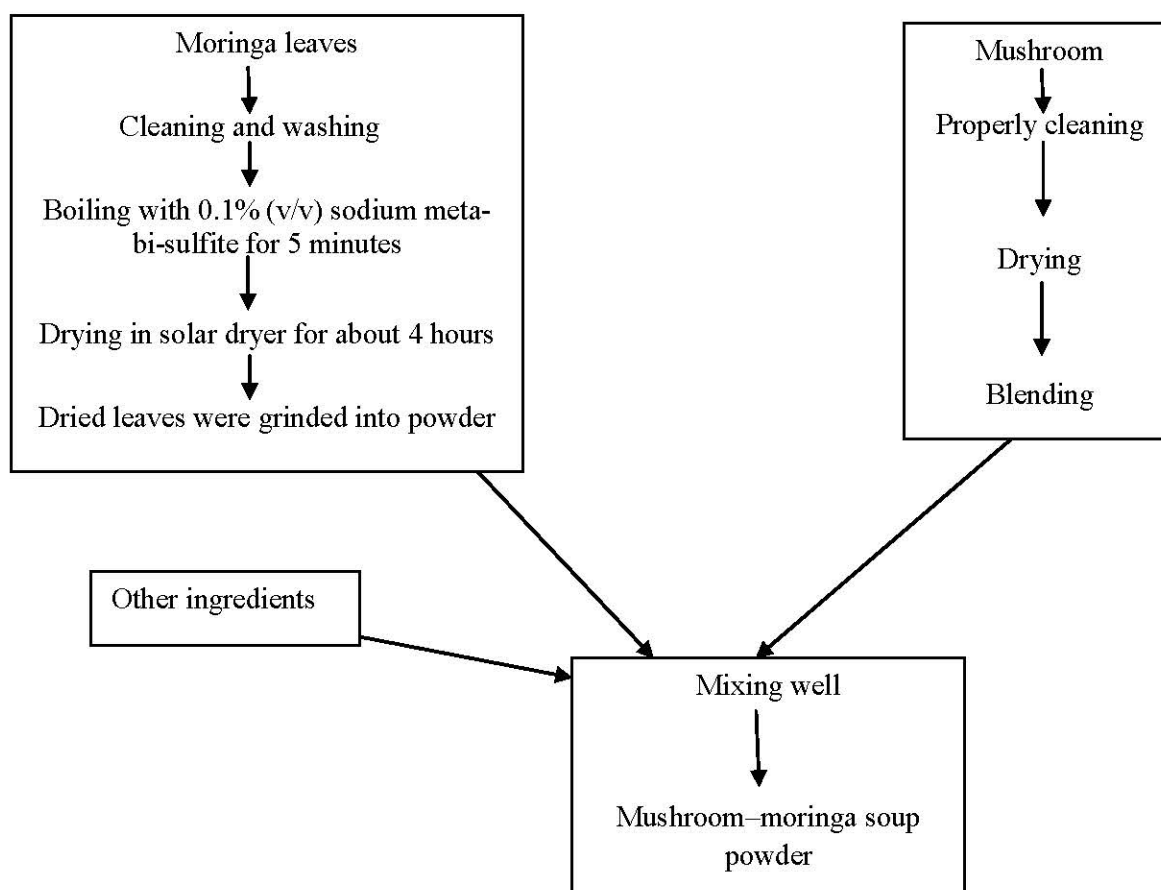 Moringa leaves
Cleaning and washing
Boiling with 0.1% (v/v) sodium meta-
bi-sulfite for 5 minutes
Drying in solar dryer for about 4 hours
Dried leaves were grinded into powder
Mushroom
Properly cleaning
Drying
Blending
Other ingredients
Mixing well
Mushroom–moringa soup
powder